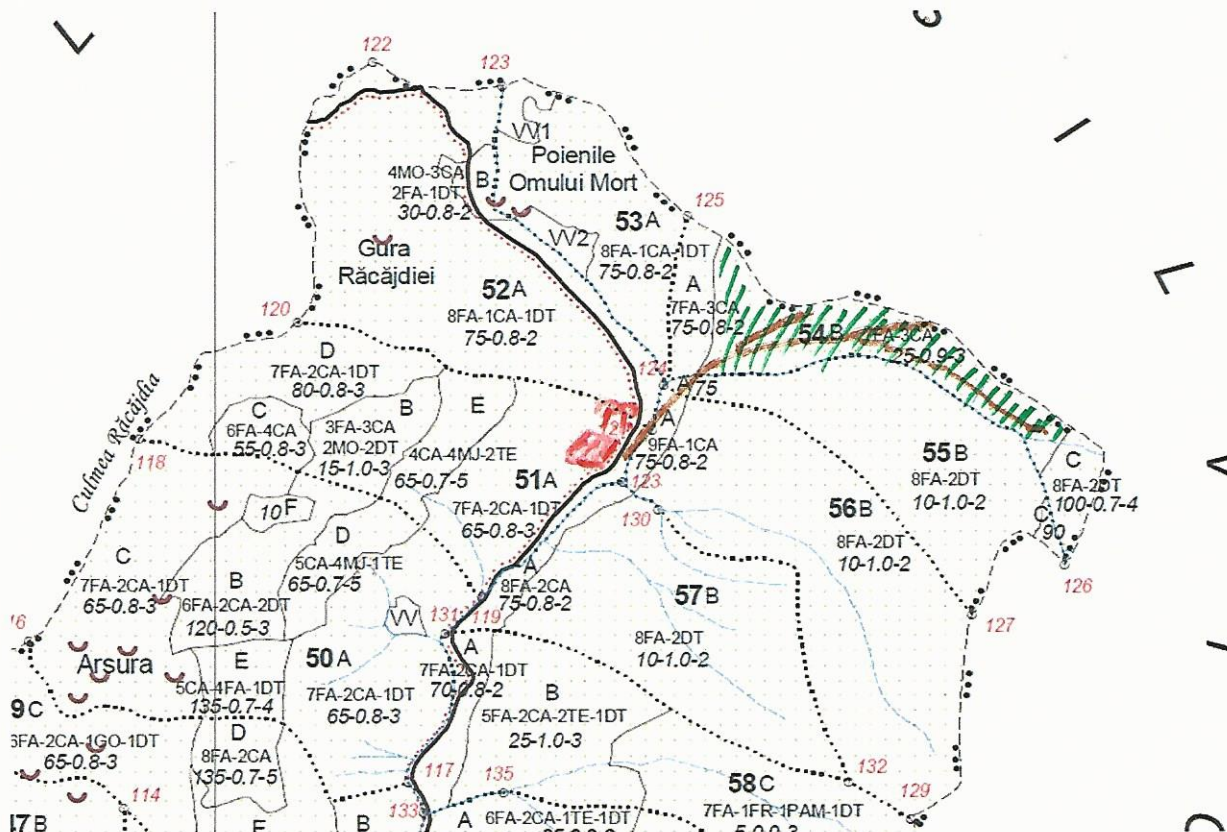 122
123
VV1
Poienile
Omului Mort
4MO-3CA
2FA-1DT
30-0.8-2
B
125
53A
VV2
8FA-1CA-1DT
75-0.8-2
Gura
Răcăjdiei
A
7FA-3CA
75-0.8-2
52A
8FA-1CA-1DT
75-0.8-2
120
54B
25-0.9-3
D
7FA-2CA-1DT
80-0.8-3
124
A 75
Culmea Răcăjdia
C
6FA-4CA
55-0.8-3
B
3FA-3CA
2MO-2DT
15-1.0-3
E
4CA-4MJ-2TE
65-0.7-5
A
9FA-1CA
75-0.8-2
118
55B
8FA-2DT
10-1.0-2
C
8FA-2DT
100-0.7-4
51A
7FA-2CA-1DT
65-0.8-3
123
130
10F
56B
8FA-2DT
10-1.0-2
C
90
D
5CA-4MJ-1TE
65-0.7-5
126
C
7FA-2CA-1DT
65-0.8-3
B
6FA-2CA-2DT
120-0.5-3
A
8FA-2CA
75-0.8-2
57B
8FA-2DT
10-1.0-2
VV
131
119
127
Arsura
50A
7FA-2CA-1DT
65-0.8-3
A
7FA-2CA-1DT
70-0.8-2
E
5CA-4FA-1DT
135-0.7-4
B
5FA-2CA-2TE-1DT
25-1.0-3
9C
6FA-2CA-1GO-1DT
65-0.8-3
D
8FA-2CA
135-0.7-5
117
135
132
129
58C
7FA-1FR-1PAM-1DT
114
133
A
6FA-2CA-1TE-1DT
B